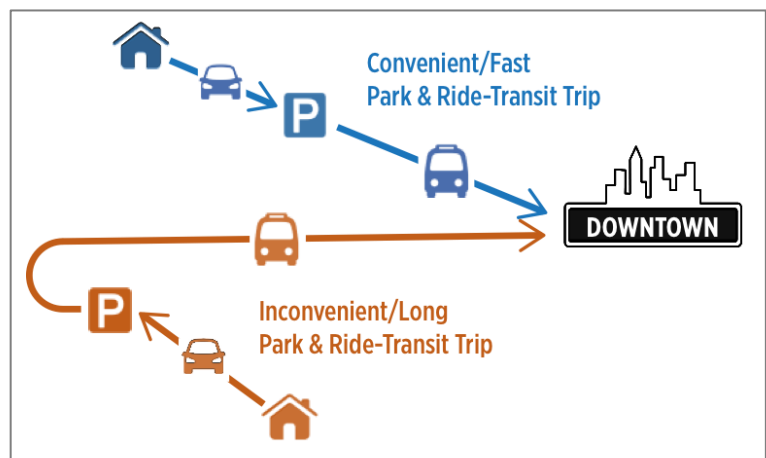 Convenient/Fast
Park & Ride-Transit Trip
P
DOWNTOWN
P
Inconvenient/Long
Park & Ride-Transit Trip